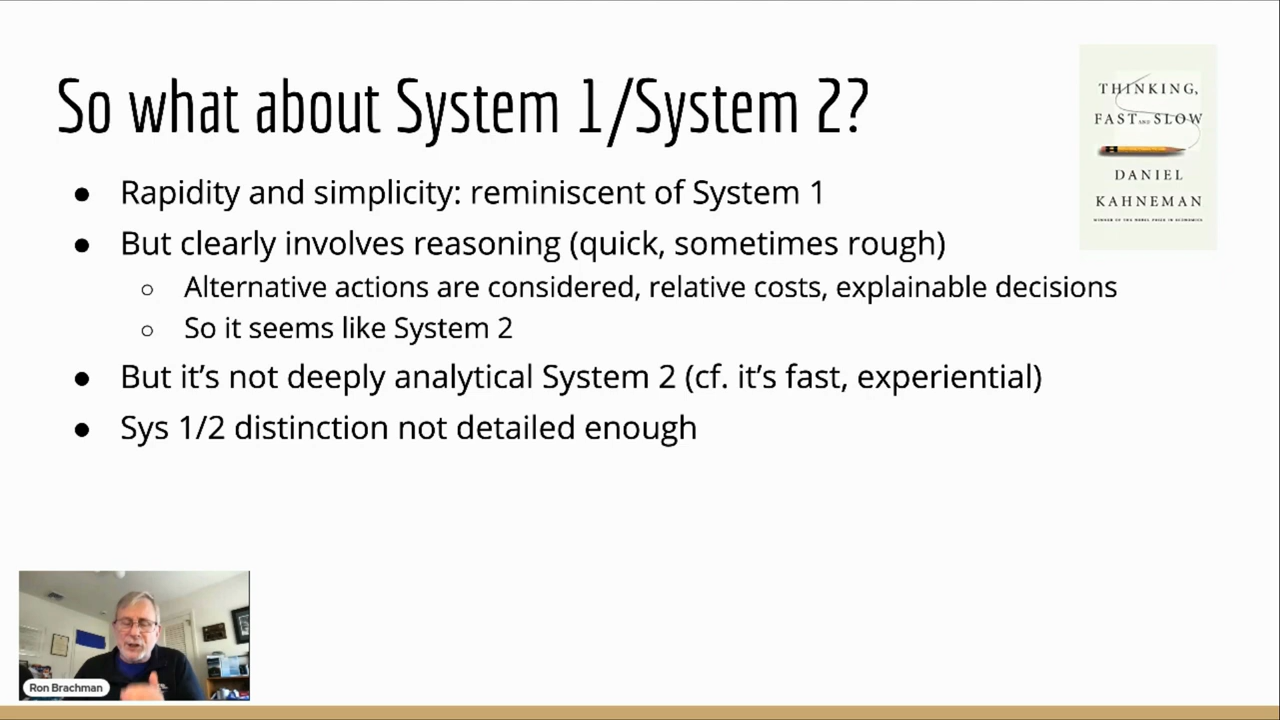 So what about System 1/System 2?
THINKING,
FAST AND SLOW
DANIEL
KAHNEMAN
WINNER OF THE NOBEL PRIZE IN ECONOMICS
● Rapidity and simplicity: reminiscent of System 1
● But clearly involves reasoning (quick, sometimes rough)
○ Alternative actions are considered, relative costs, explainable decisions
○ So it seems like System 2
● But it’s not deeply analytical System 2 (cf. it’s fast, experiential)
● Sys 1/2 distinction not detailed enough
Ron Brachman